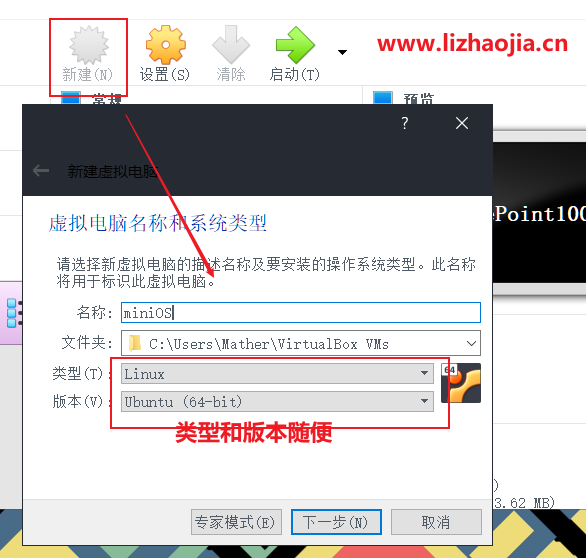 www.lizhaojia.cn
新建(N)
设置(S)
清除
启动(T)
常规
预览
?
新建虚拟电脑
ePoint100
虚拟电脑名称和系统类型
请选择新虚拟电脑的描述名称及要安装的操作系统类型。此名称
将用于标识此虚拟电脑。
名称: miniOS
文件夹: C:\Users\Mather\VirtualBox VMs
类型(T): Linux
64
版本(V): Ubuntu (64-bit)
类型和版本随便
)
3.62 MB)
专家模式(E)
下一步(N)
取消